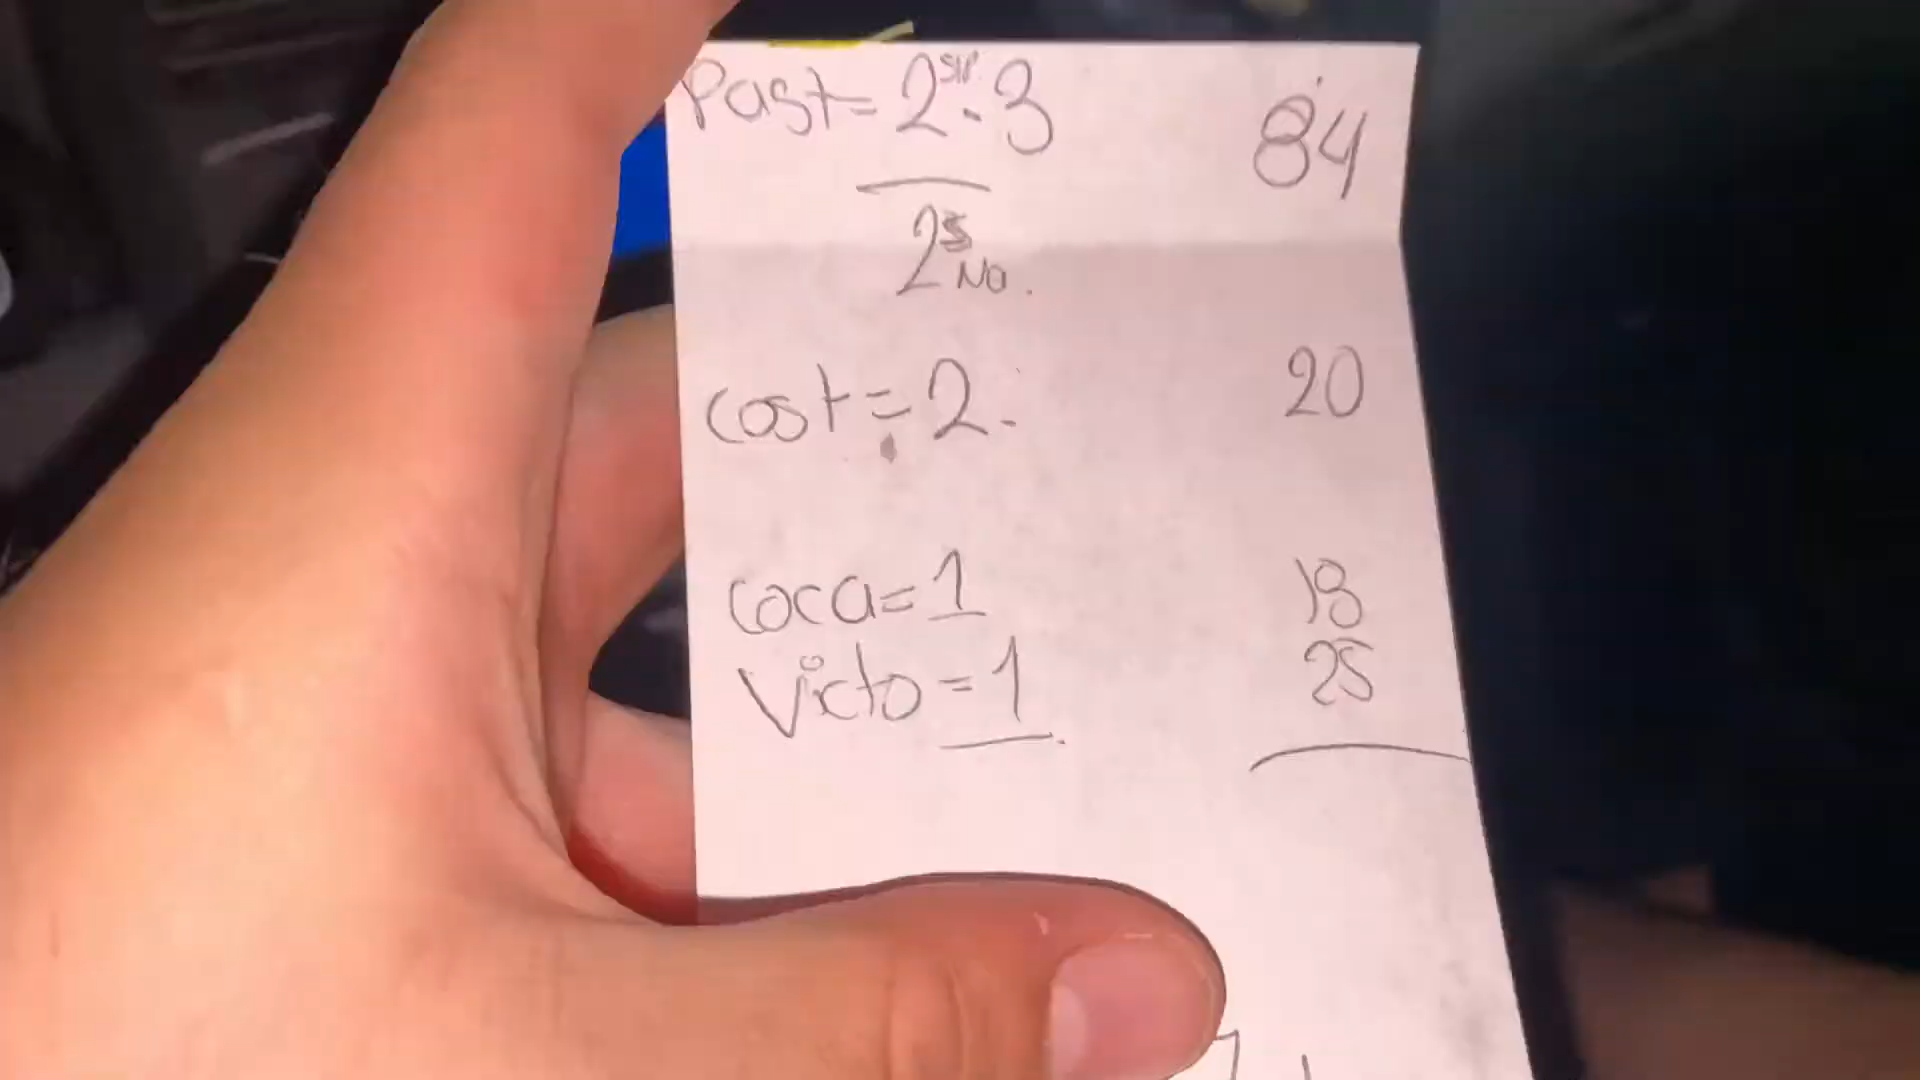 Past=2.3 84
2 No.
Cost=2. 20
Coca=1 18
Victo=1 25